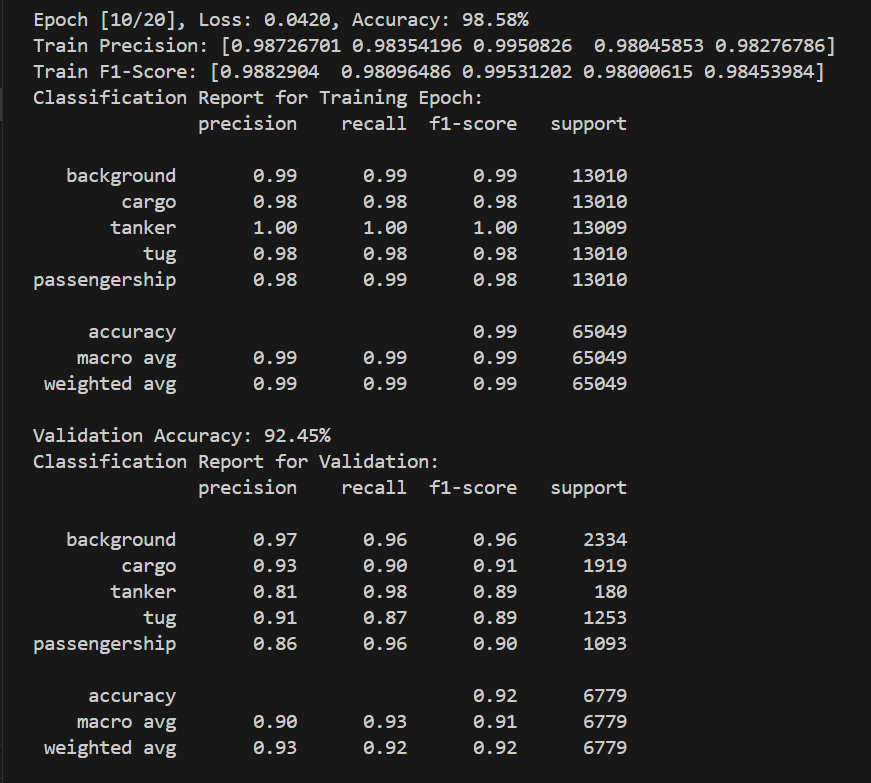 Epoch [10/20], Loss: 0.0420, Accuracy: 98.58%
Train Precision: [0.98726701 0.98354196 0.9950826  0.98045853 0.98276786]
Train F1-Score: [0.9882904  0.98096486 0.99531202 0.98000615 0.98453984]
Classification Report for Training Epoch:
               precision    recall  f1-score   support

   background       0.99      0.99      0.99     13010
        cargo       0.98      0.98      0.98     13010
       tanker       1.00      1.00      1.00     13009
          tug       0.98      0.98      0.98     13010
passengership       0.98      0.99      0.98     13010

     accuracy                           0.99     65049
    macro avg       0.99      0.99      0.99     65049
 weighted avg       0.99      0.99      0.99     65049

Validation Accuracy: 92.45%
Classification Report for Validation:
               precision    recall  f1-score   support

   background       0.97      0.96      0.96      2334
        cargo       0.93      0.90      0.91      1919
       tanker       0.81      0.98      0.89       180
          tug       0.91      0.87      0.89      1253
passengership       0.86      0.96      0.90      1093

     accuracy                           0.92      6779
    macro avg       0.90      0.93      0.91      6779
 weighted avg       0.93      0.92      0.92      6779